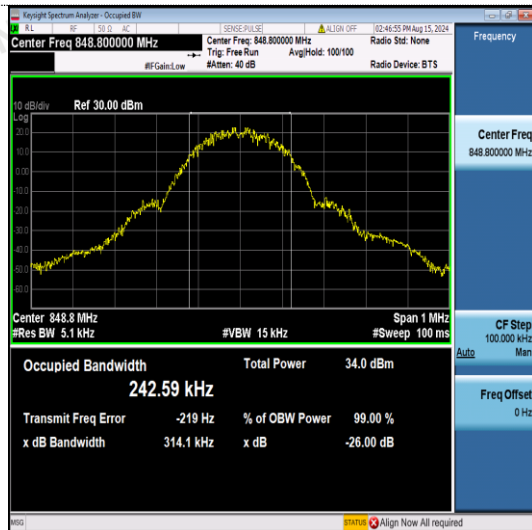 Keysight Spectrum Analyzer - Occupied BW
RL RF 50 Ω AC SENSE:PULSE ALIGN OFF 02:46:55 PM Aug 15, 2024
Center Freq 848.800000 MHz Center Freq: 848.800000 MHz Radio Std: None Frequency
Trig: Free Run Avg|Hold: 100/100
#IFGain:Low #Atten: 40 dB Radio Device: BTS
10 dB/div Ref 30.00 dBm
Log
20.0
10.0
0.00
-10.0
-20.0
-30.0
-40.0
-50.0
-60.0
Center Freq
848.800000 MHz
Center 848.8 MHz Span 1 MHz
#Res BW 5.1 kHz #VBW 15 kHz #Sweep 100 ms
CF Step
100.000 kHz
Auto Man
Occupied Bandwidth Total Power 34.0 dBm
242.59 kHz
Transmit Freq Error -219 Hz % of OBW Power 99.00 %
x dB Bandwidth 314.1 kHz x dB -26.00 dB
Freq Offset
0 Hz
MSG STATUS Align Now All required